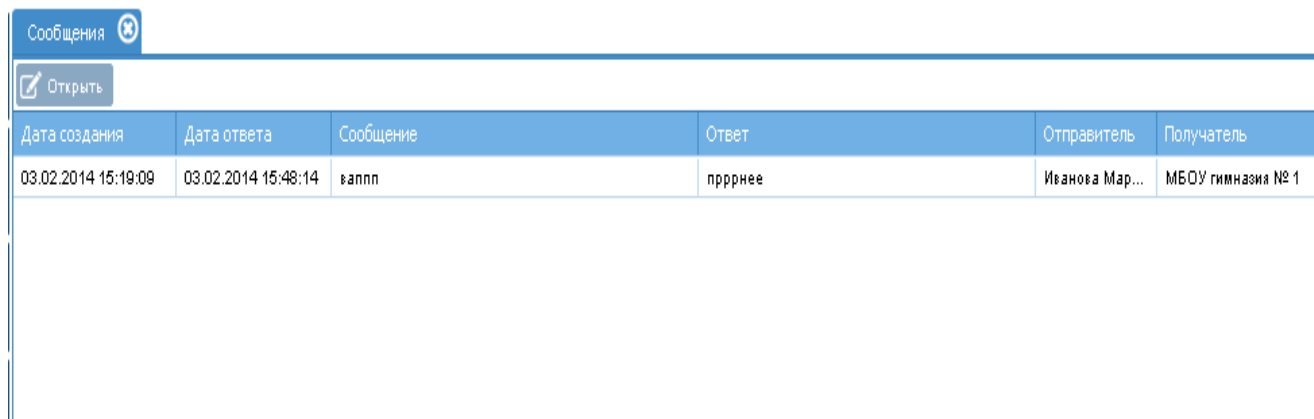 Сообщения
Открыть
Дата создания Дата ответа Сообщение Ответ Отправитель Получатель
03.02.2014 15:19:09 03.02.2014 15:48:14 ваппп прррнее Иванова Мар... МБОУ гимназия № 1